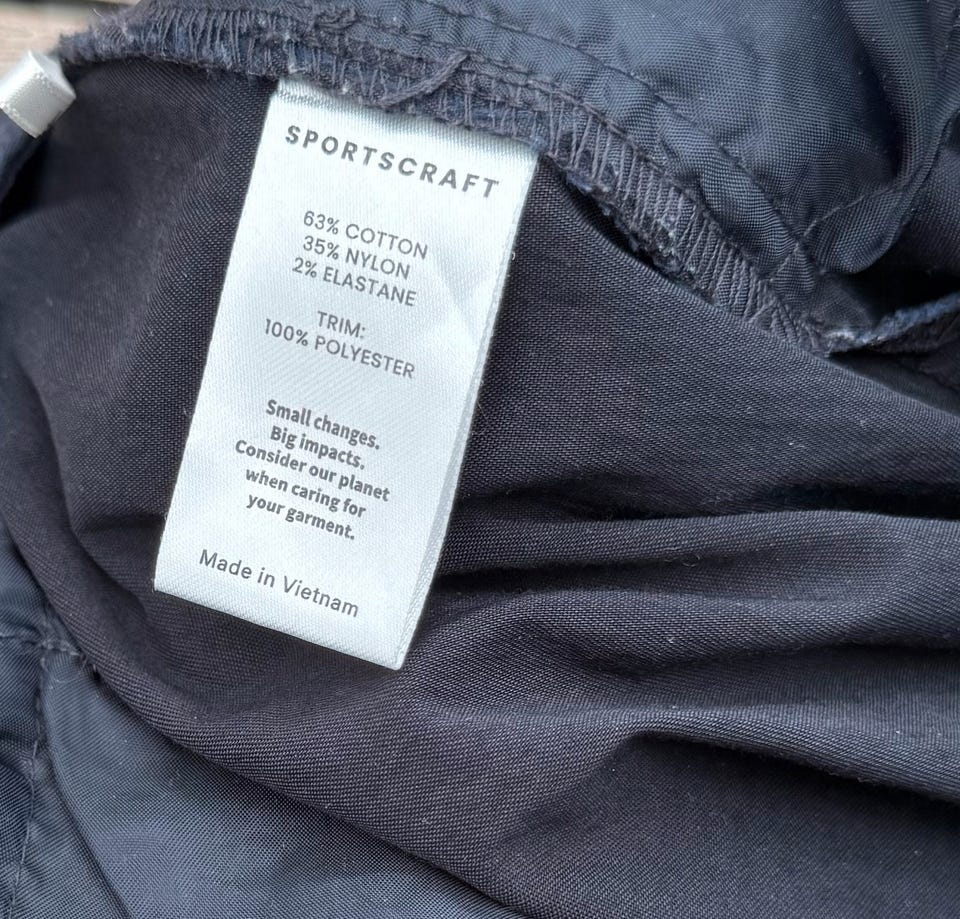 SPORTSCRAFT
63% COTTON
35% NYLON
2% ELASTANE
TRIM:
100% POLYESTER
Small changes.
Big impacts.
Consider our planet
when caring for
your garment.
Made in Vietnam